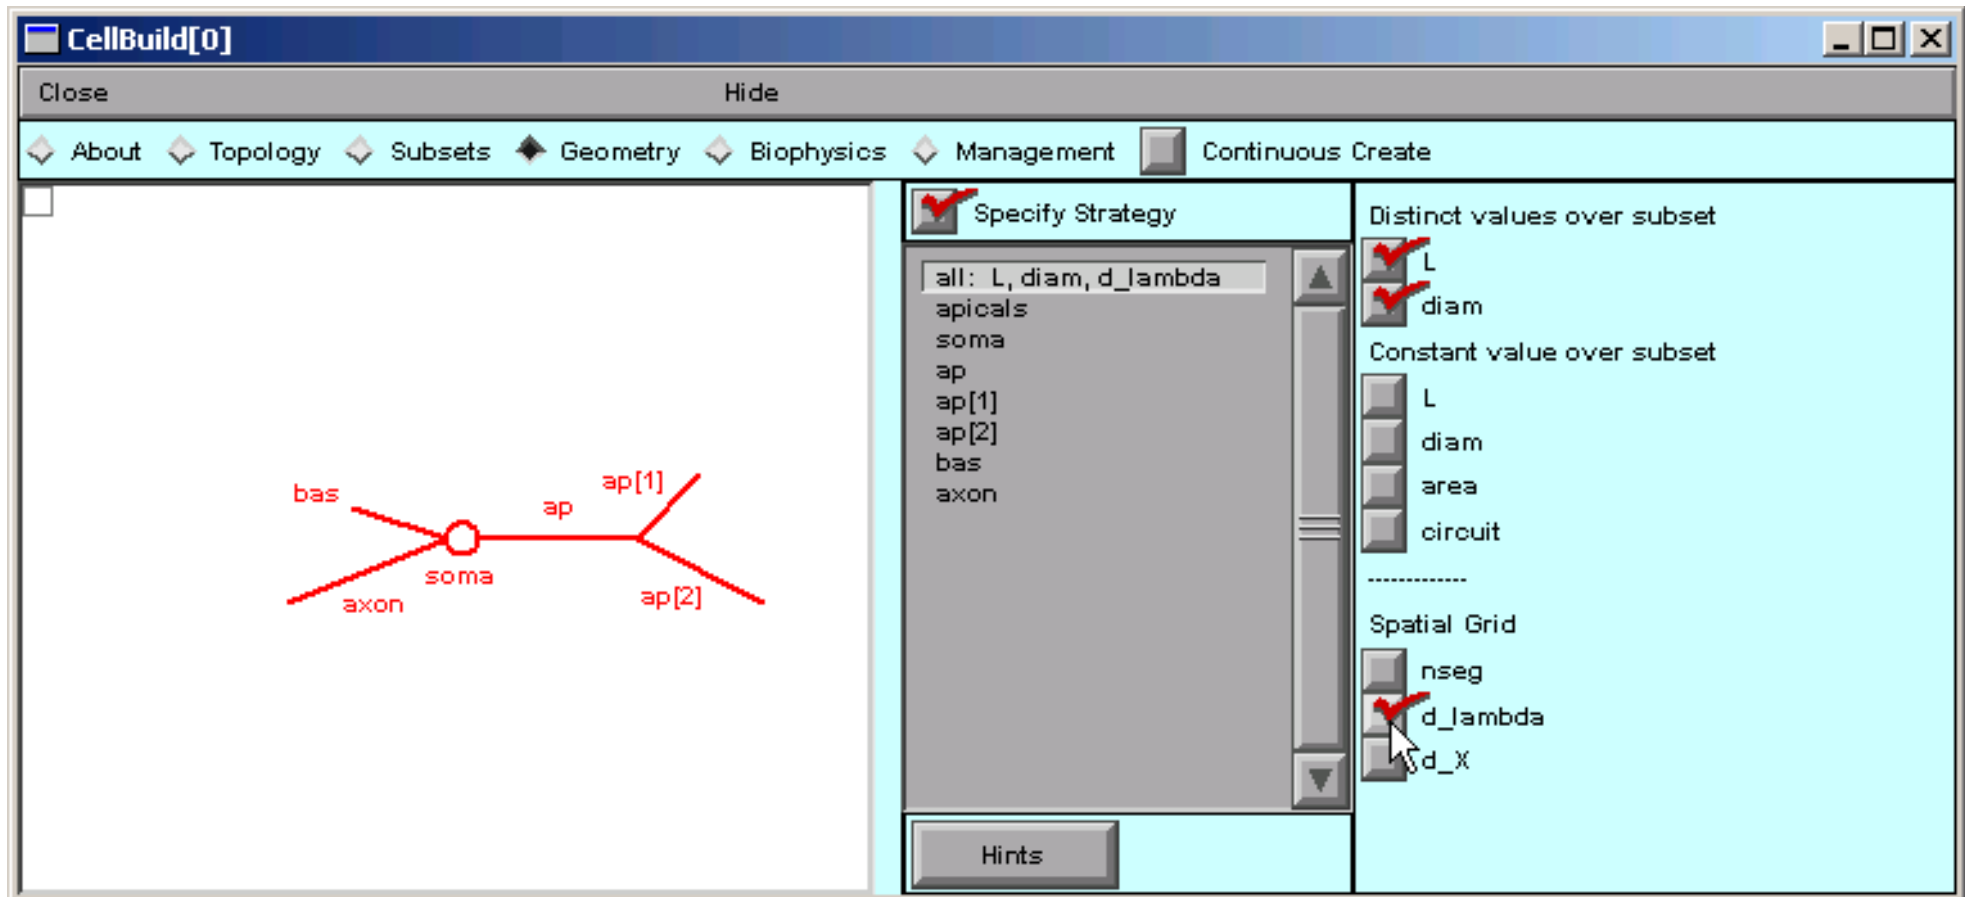 CellBuild[0]
Close Hide
About Topology Subsets Geometry Biophysics Management Continuous Create
bas
ap
ap[1]
soma
axon
ap[2]
Specify Strategy
all: L, diam, d_lambda
apicals
soma
ap
ap[1]
ap[2]
bas
axon
Hints
Distinct values over subset
L
diam
Constant value over subset
L
diam
area
circuit
-------------
Spatial Grid
nseg
d_lambda
d_X